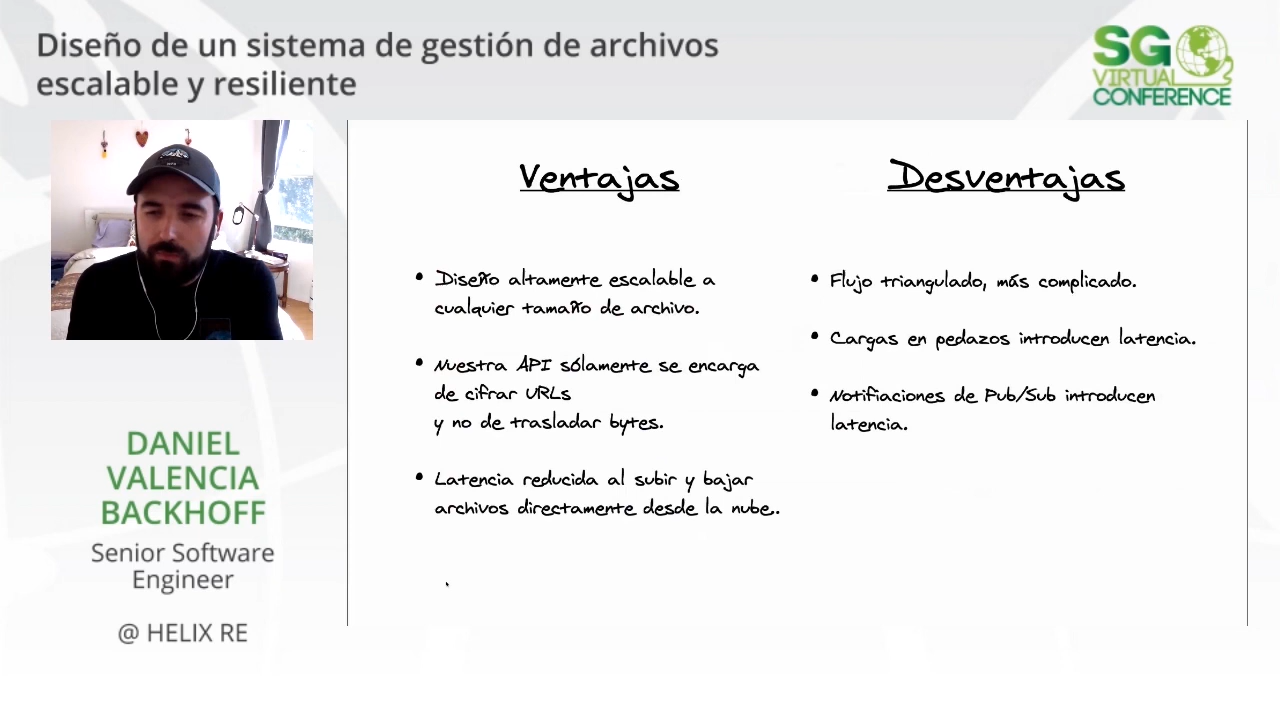 Diseño de un sistema de gestión de archivos
escalable y resiliente
SG
VIRTUAL
CONFERENCE
Ventajas
• Diseño altamente escalable a
cualquier tamaño de archivo.
• Nuestra API sólamente se encarga
de cifrar URLs
y no de trasladar bytes.
• Latencia reducida al subir y bajar
archivos directamente desde la nube..
Desventajas
• Flujo triangulado, más complicado.
• Cargas en pedazos introducen latencia.
• Notifiaciones de Pub/Sub introducen
latencia.
DANIEL
VALENCIA
BACKHOFF
Senior Software
Engineer
@ HELIX RE